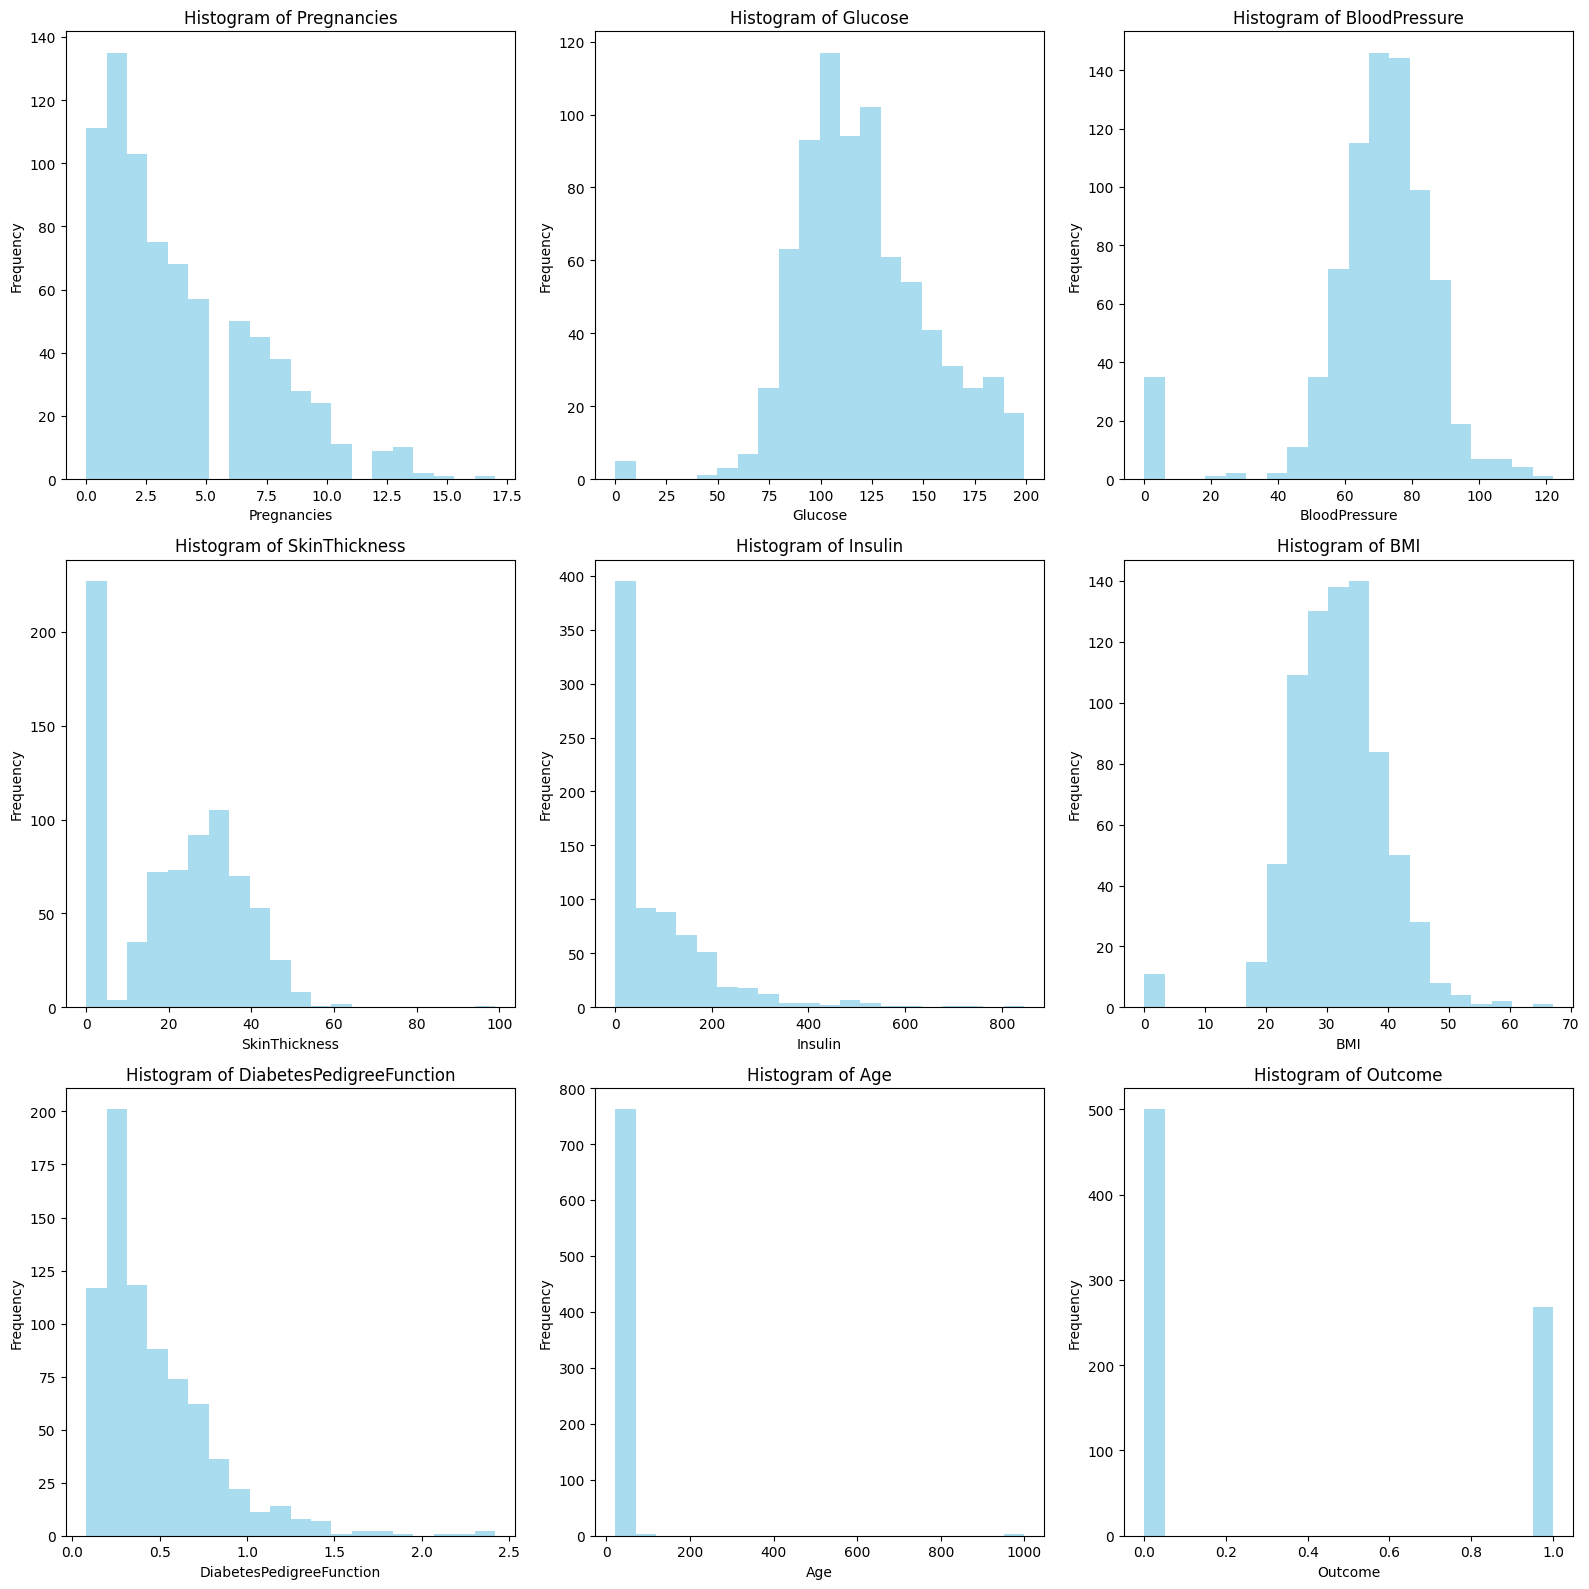 Histogram of Pregnancies
140
120
100
80
60
40
20
0
Frequency
0.0 2.5 5.0 7.5 10.0 12.5 15.0 17.5
Pregnancies
Histogram of Glucose
120
100
80
60
40
20
0
Frequency
0 25 50 75 100 125 150 175 200
Glucose
Histogram of BloodPressure
140
120
100
80
60
40
20
0
Frequency
0 20 40 60 80 100 120
BloodPressure
Histogram of SkinThickness
200
150
100
50
0
Frequency
0 20 40 60 80 100
SkinThickness
Histogram of Insulin
400
350
300
250
200
150
100
50
0
Frequency
0 200 400 600 800
Insulin
Histogram of BMI
140
120
100
80
60
40
20
0
Frequency
0 10 20 30 40 50 60 70
BMI
Histogram of DiabetesPedigreeFunction
200
175
150
125
100
75
50
25
0
Frequency
0.0 0.5 1.0 1.5 2.0 2.5
DiabetesPedigreeFunction
Histogram of Age
800
700
600
500
400
300
200
100
0
Frequency
0 200 400 600 800 1000
Age
Histogram of Outcome
500
400
300
200
100
0
Frequency
0.0 0.2 0.4 0.6 0.8 1.0
Outcome